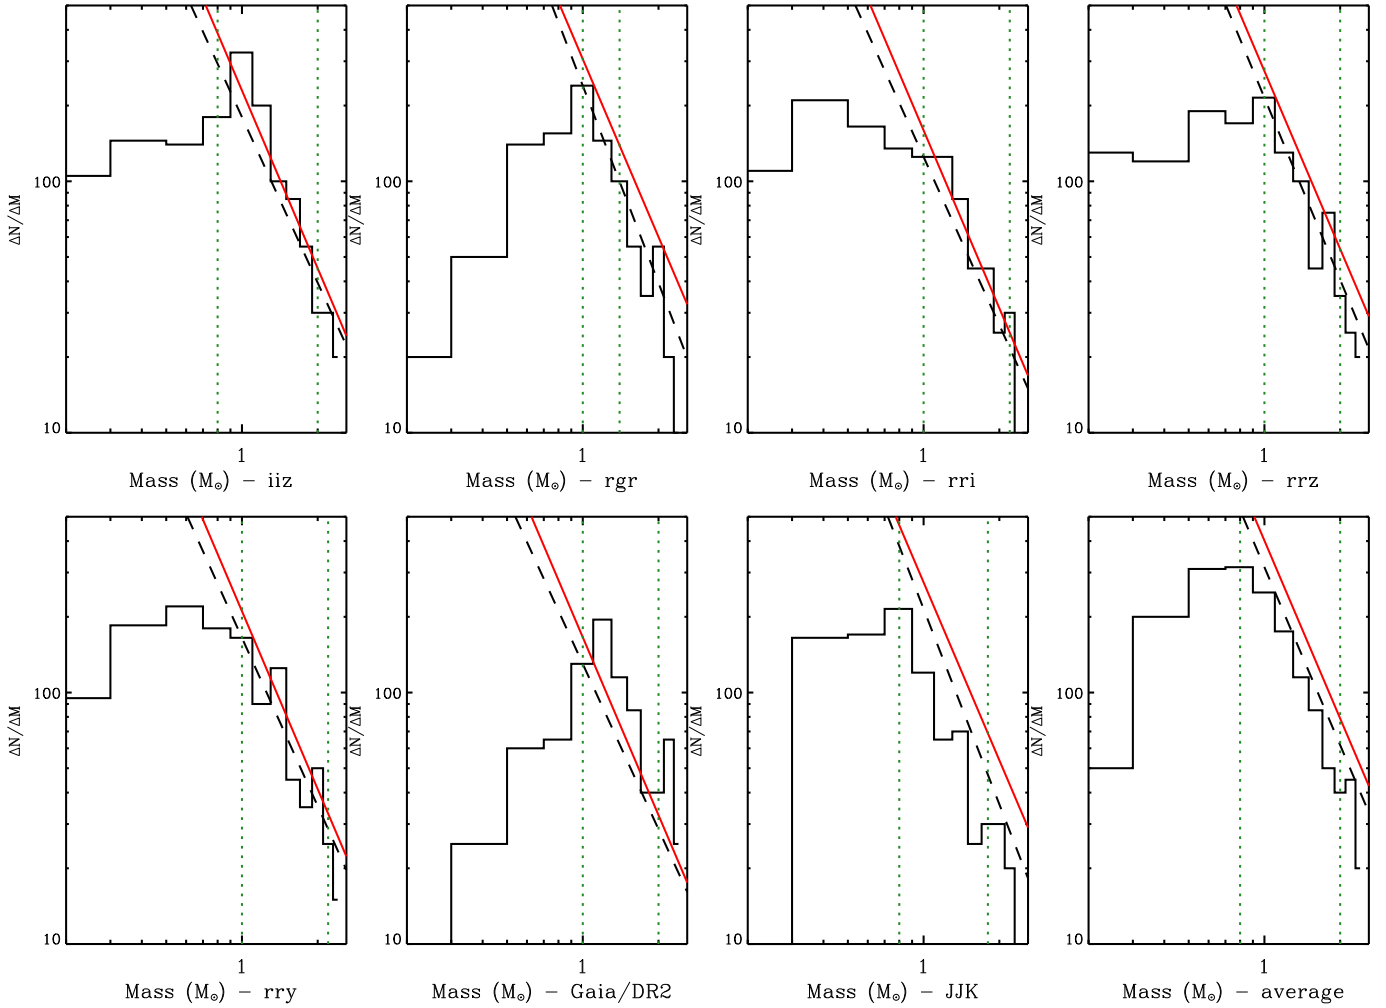 ΔN/ΔM
100
10
1
Mass (M⊙) − iiz
ΔN/ΔM
100
10
1
Mass (M⊙) − rgr
ΔN/ΔM
100
10
1
Mass (M⊙) − rri
ΔN/ΔM
100
10
1
Mass (M⊙) − rrz
ΔN/ΔM
100
10
1
Mass (M⊙) − rry
ΔN/ΔM
100
10
1
Mass (M⊙) − Gaia/DR2
ΔN/ΔM
100
10
1
Mass (M⊙) − JJK
ΔN/ΔM
100
10
1
Mass (M⊙) − average